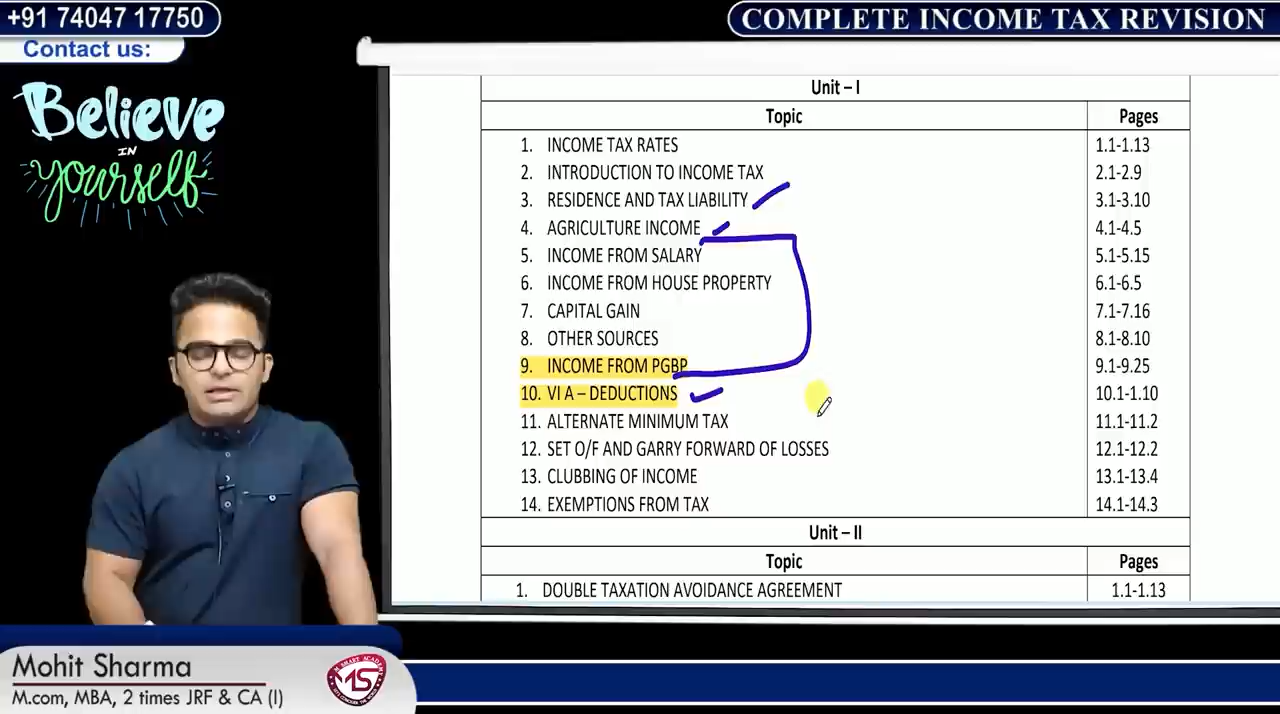 +91 74047 17750
Contact us:
COMPLETE INCOME TAX REVISION
Believe
IN
yourself
Unit – I
Topic Pages
1. INCOME TAX RATES 1.1-1.13
2. INTRODUCTION TO INCOME TAX 2.1-2.9
3. RESIDENCE AND TAX LIABILITY 3.1-3.10
4. AGRICULTURE INCOME 4.1-4.5
5. INCOME FROM SALARY 5.1-5.15
6. INCOME FROM HOUSE PROPERTY 6.1-6.5
7. CAPITAL GAIN 7.1-7.16
8. OTHER SOURCES 8.1-8.10
9. INCOME FROM PGBP 9.1-9.25
10. VI A – DEDUCTIONS 10.1-1.10
11. ALTERNATE MINIMUM TAX 11.1-11.2
12. SET O/F AND GARRY FORWARD OF LOSSES 12.1-12.2
13. CLUBBING OF INCOME 13.1-13.4
14. EXEMPTIONS FROM TAX 14.1-14.3
Unit – II
Topic Pages
1. DOUBLE TAXATION AVOIDANCE AGREEMENT 1.1-1.13
Mohit Sharma
M.com, MBA, 2 times JRF & CA (I)
MS